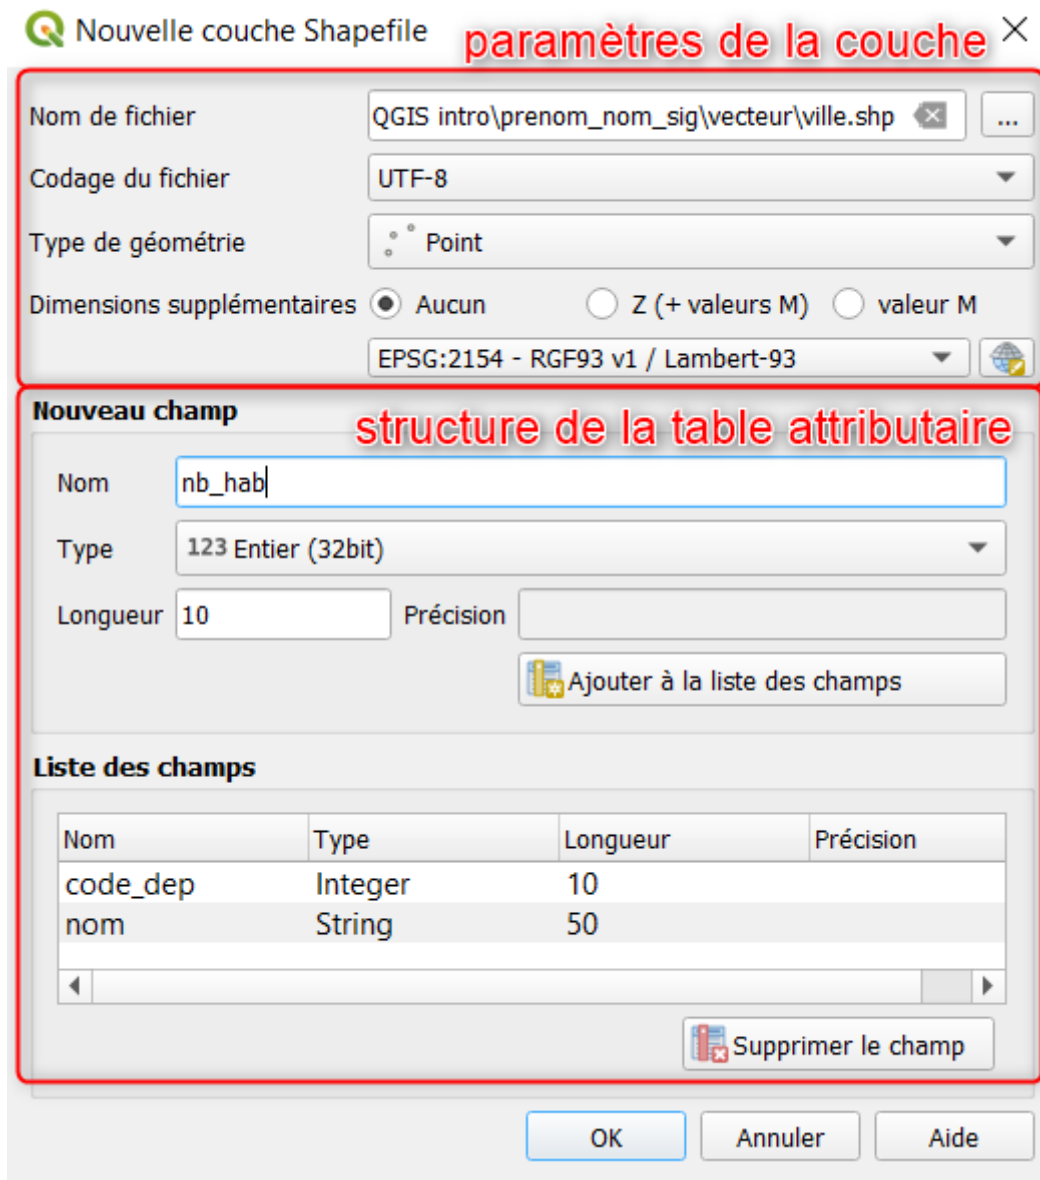 Nouvelle couche Shapefile
paramètres de la couche
Nom de fichier QGIS intro\prenom_nom_sig\vecteur\ville.shp ...
Codage du fichier UTF-8
Type de géométrie Point
Dimensions supplémentaires Aucun Z (+ valeurs M) valeur M
EPSG:2154 - RGF93 v1 / Lambert-93
Nouveau champ
structure de la table attributaire
Nom nb_hab
Type 123 Entier (32bit)
Longueur 10 Précision
Ajouter à la liste des champs
Liste des champs
Nom Type Longueur Précision
code_dep Integer 10
nom String 50
Supprimer le champ
OK Annuler Aide